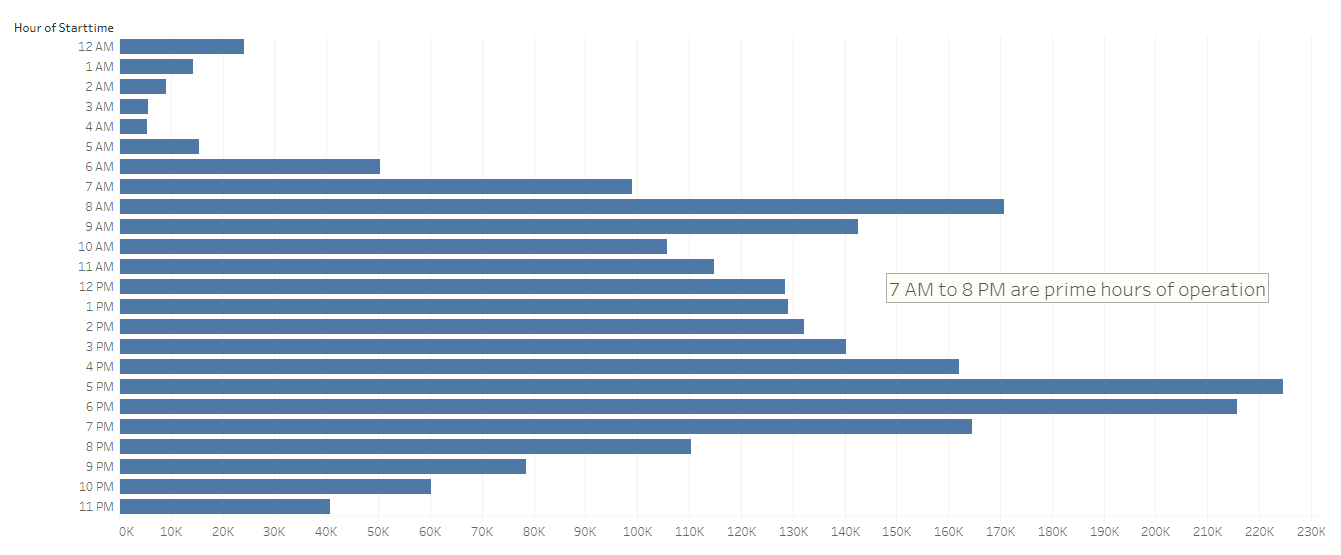 Hour of Starttime
12 AM
1 AM
2 AM
3 AM
4 AM
5 AM
6 AM
7 AM
8 AM
9 AM
10 AM
11 AM
12 PM
1 PM
2 PM
3 PM
4 PM
5 PM
6 PM
7 PM
8 PM
9 PM
10 PM
11 PM
7 AM to 8 PM are prime hours of operation
0K 10K 20K 30K 40K 50K 60K 70K 80K 90K 100K 110K 120K 130K 140K 150K 160K 170K 180K 190K 200K 210K 220K 230K